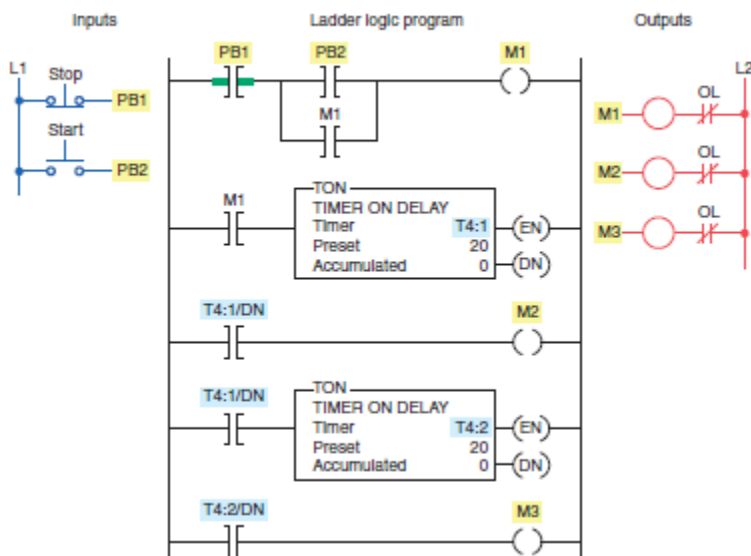 Inputs
Ladder logic program
Outputs
L1
Stop
PB1
Start
PB2
PB1
PB2
M1
M1
M1
TON
TIMER ON DELAY
Timer T4:1
Preset 20
Accumulated 0
EN
DN
T4:1/DN
M2
T4:1/DN
TON
TIMER ON DELAY
Timer T4:2
Preset 20
Accumulated 0
EN
DN
T4:2/DN
M3
L2
OL
M1
OL
M2
OL
M3